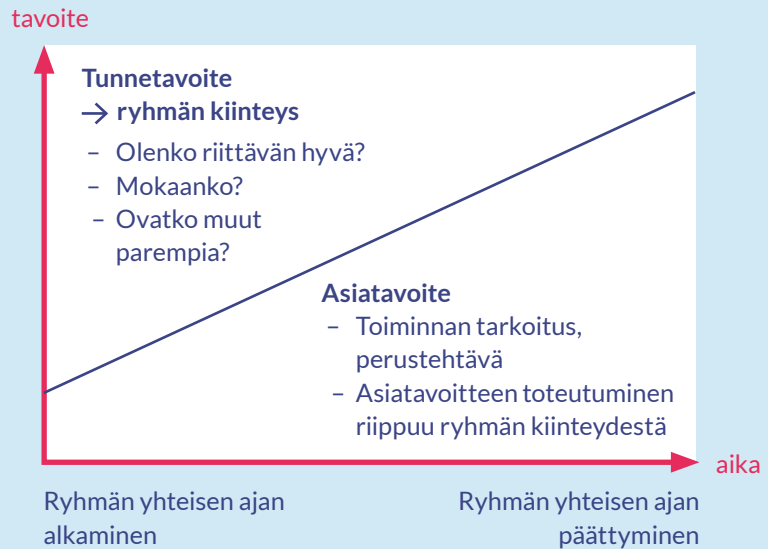 tavoite
Tunnetavoite
→ ryhmän kiinteys
– Olenko riittävän hyvä?
– Mokaanko?
– Ovatko muut
parempia?
Asiatavoite
– Toiminnan tarkoitus,
perustehtävä
– Asiatavoitteen toteutuminen
riippuu ryhmän kiinteydestä
aika
Ryhmän yhteisen ajan
alkaminen
Ryhmän yhteisen ajan
päättyminen